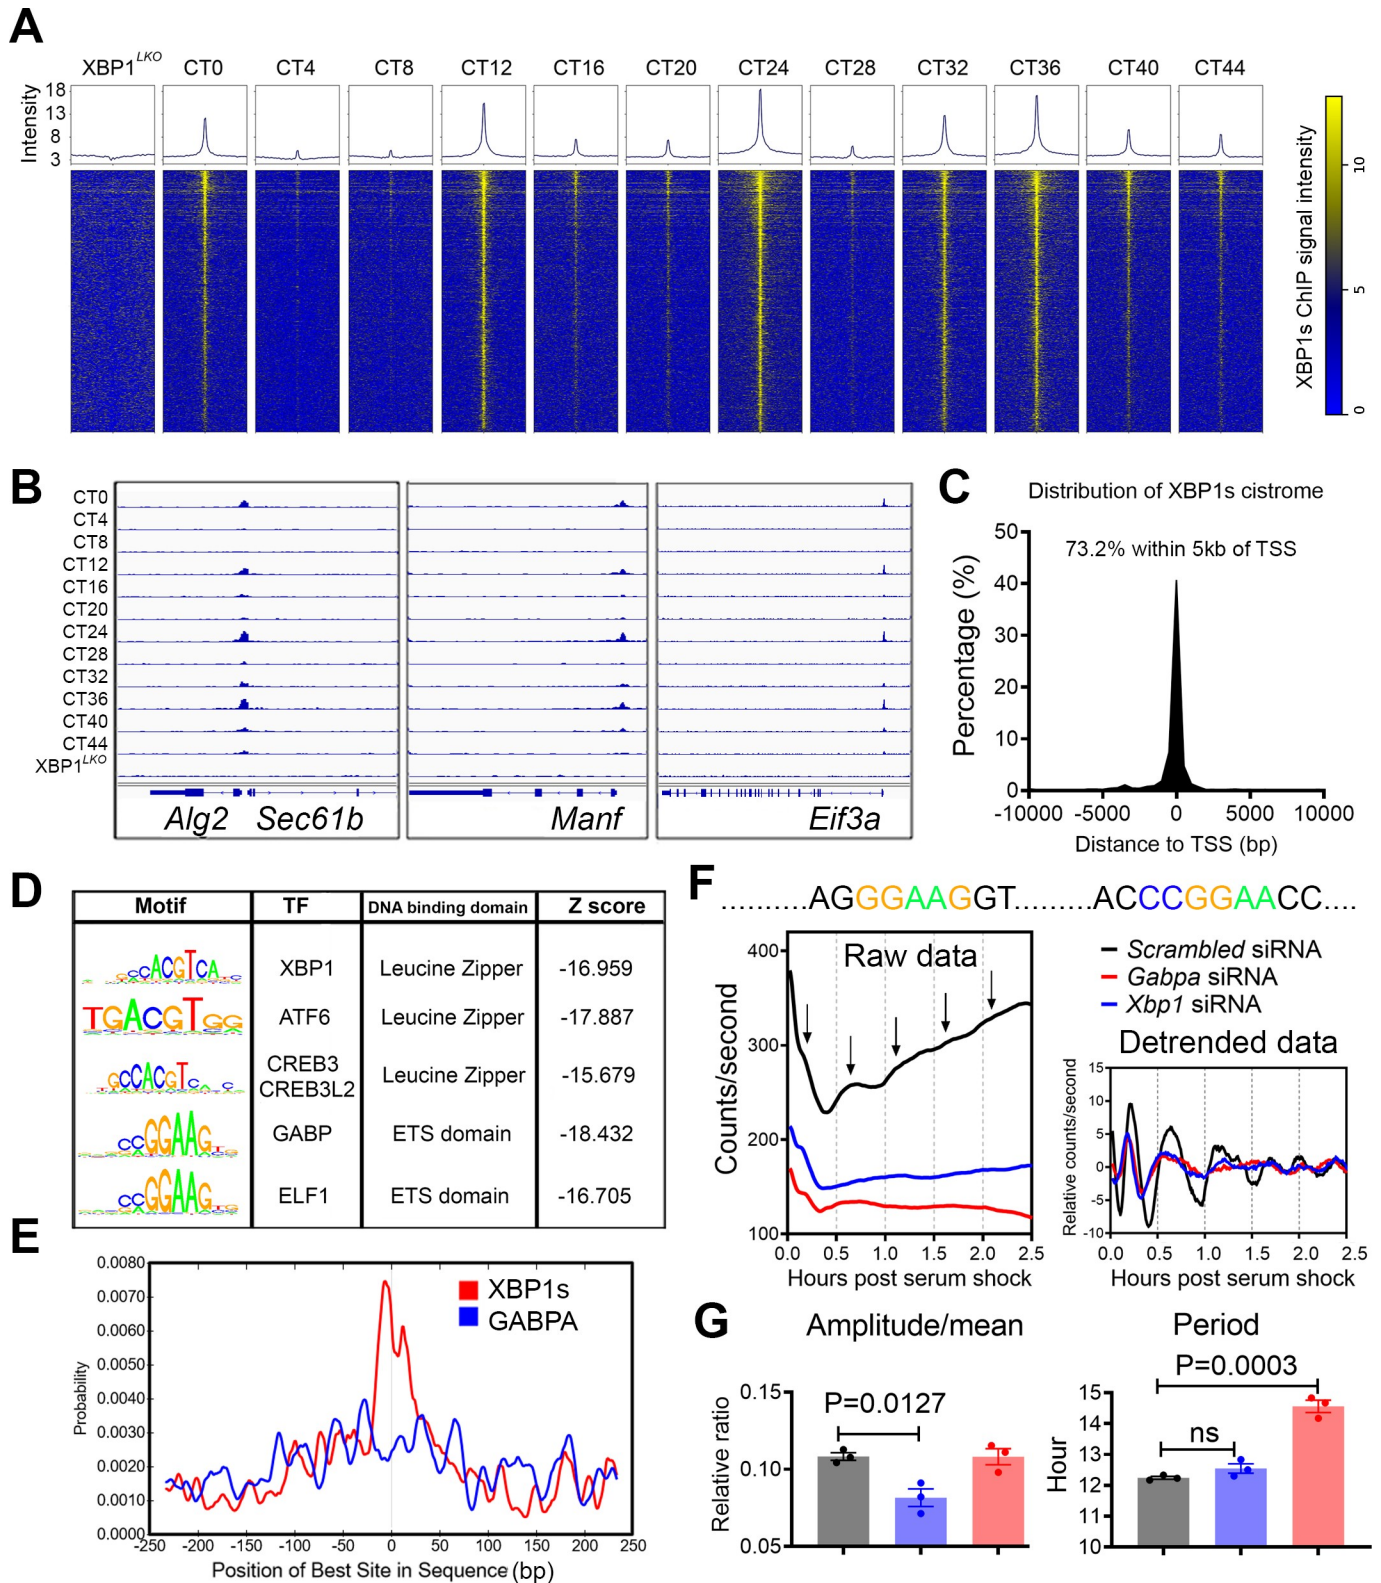 A
XBP1^LKO CT0 CT4 CT8 CT12 CT16 CT20 CT24 CT28 CT32 CT36 CT40 CT44
Intensity
18
13
8
3
XBP1s ChIP signal intensity
10
5
0
B
CT0
CT4
CT8
CT12
CT16
CT20
CT24
CT28
CT32
CT36
CT40
CT44
XBP1^LKO
Alg2 Sec61b Manf Eif3a
C
Distribution of XBP1s cistrome
73.2% within 5kb of TSS
Percentage (%)
50
40
30
20
10
0
-10000 -5000 0 5000 10000
Distance to TSS (bp)
D
Motif TF DNA binding domain Z score
XBP1 Leucine Zipper -16.959
TGACGTGG ATF6 Leucine Zipper -17.887
CREB3
CREB3L2 Leucine Zipper -15.679
GABP ETS domain -18.432
ELF1 ETS domain -16.705
E
Probability
0.0080
0.0070
0.0060
0.0050
0.0040
0.0030
0.0020
0.0010
0.0000
XBP1s
GABPA
-250 -200 -150 -100 -50 0 50 100 150 200 250
Position of Best Site in Sequence (bp)
F
..........AGGGAAGGT.........ACCCGGAACC....
Raw data
Counts/second
400
300
200
100
0.0 0.5 1.0 1.5 2.0 2.5
Hours post serum shock
Scrambled siRNA
Gabpa siRNA
Xbp1 siRNA
Detrended data
Relative counts/second
15
10
5
0
-5
-10
0.0 0.5 1.0 1.5 2.0 2.5
Hours post serum shock
G
Amplitude/mean
P=0.0127
Relative ratio
0.15
0.10
0.05
Period
P=0.0003
ns
Hour
15
14
13
12
11
10